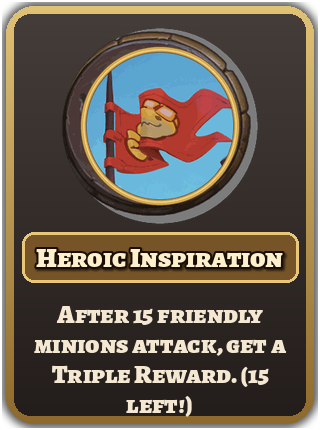 Heroic Inspiration
After 15 friendly
minions attack, get a
Triple Reward. (15
left!)